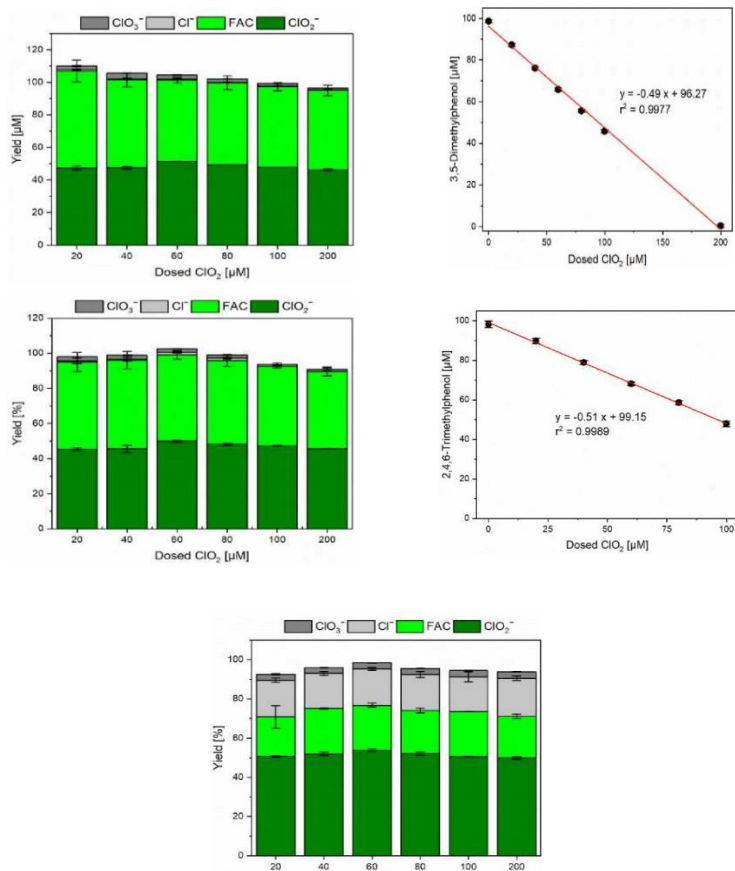 ClO₃⁻ Cl⁻ FAC ClO₂⁻
120
100
80
60
40
20
0
Yield [µM]
20 40 60 80 100 200
Dosed ClO₂ [µM]
100
80
60
40
20
0
3,5-Dimethylphenol [µM]
y = -0.49 x + 96.27
r² = 0.9977
0 50 75 100 125 150 175 200
Dosed ClO₂ [µM]
ClO₃⁻ Cl⁻ FAC ClO₂⁻
120
100
80
60
40
20
0
Yield [%]
20 40 60 80 100 200
Dosed ClO₂ [µM]
100
80
60
40
20
0
2,4,6-Trimethylphenol [µM]
y = -0.51 x + 99.15
r² = 0.9989
0 25 50 75 100
Dosed ClO₂ [µM]
ClO₃⁻ Cl⁻ FAC ClO₂⁻
100
80
60
40
20
0
Yield [%]
20 40 60 80 100 200